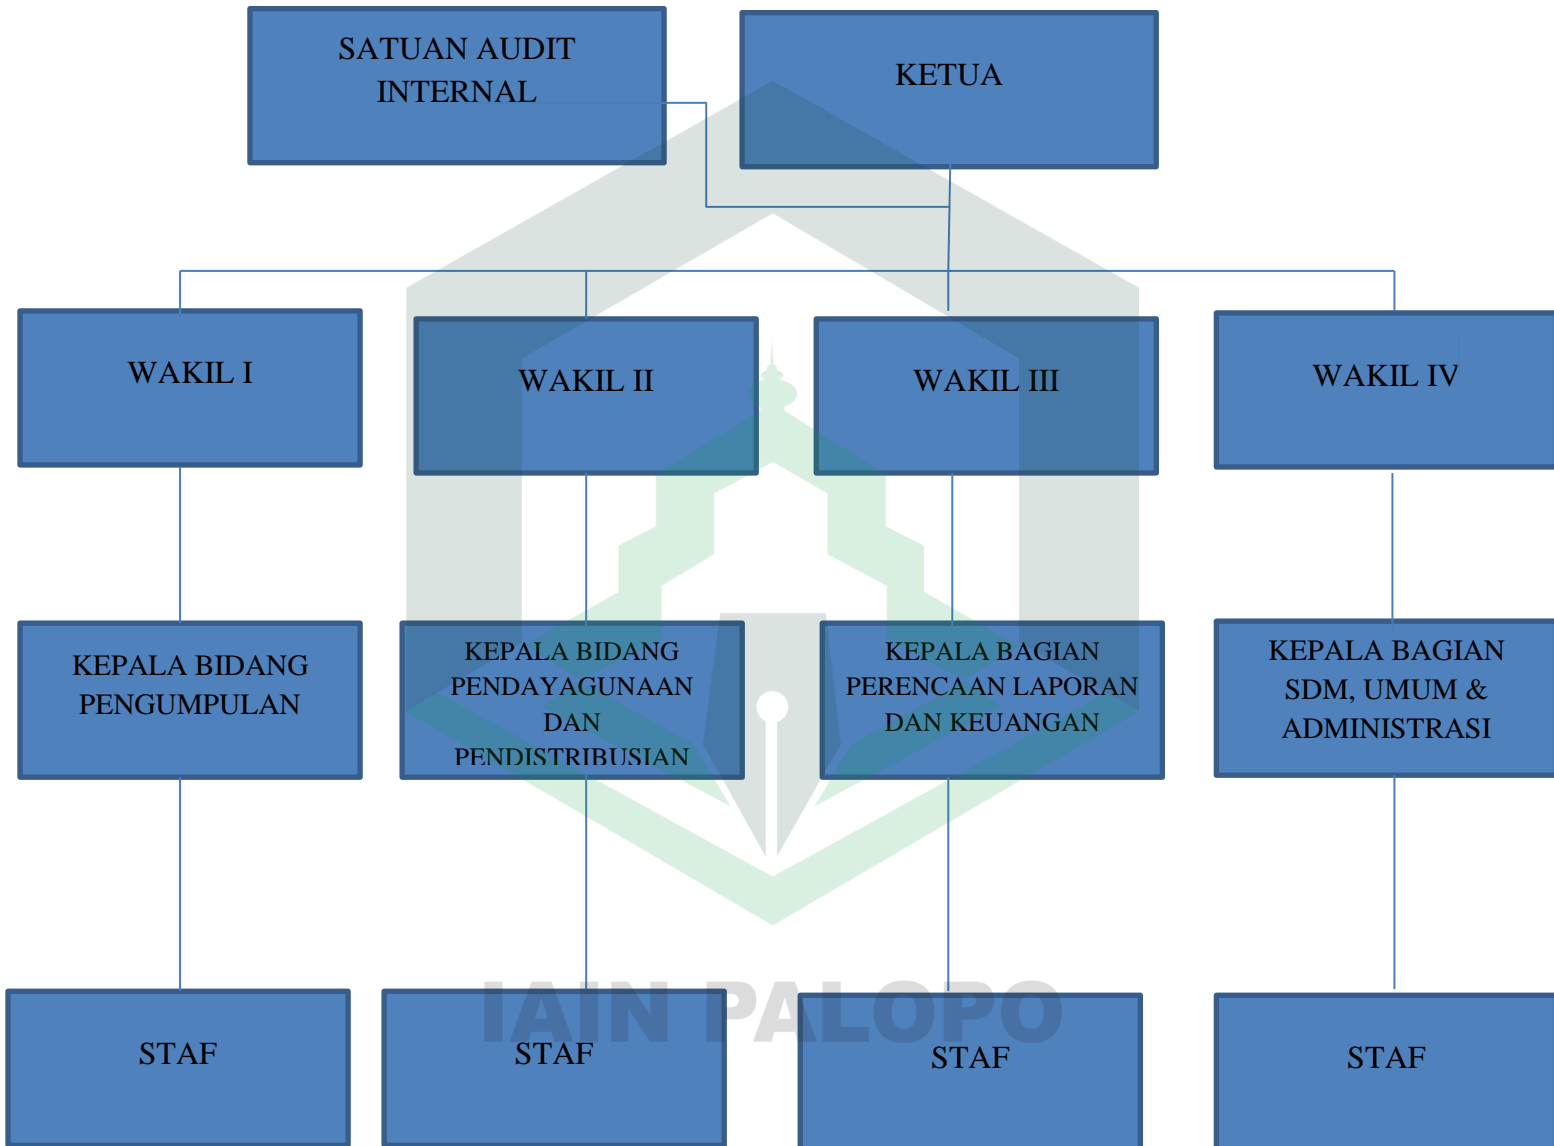 SATUAN AUDIT
INTERNAL
KETUA
WAKIL I
WAKIL II
WAKIL III
WAKIL IV
KEPALA BIDANG
PENGUMPULAN
KEPALA BIDANG
PENDAYAGUNAAN
DAN
PENDISTRIBUSIAN
KEPALA BAGIAN
PERENCAAN LAPORAN
DAN KEUANGAN
KEPALA BAGIAN
SDM, UMUM &
ADMINISTRASI
IAIN PALOPO
STAF
STAF
STAF
STAF